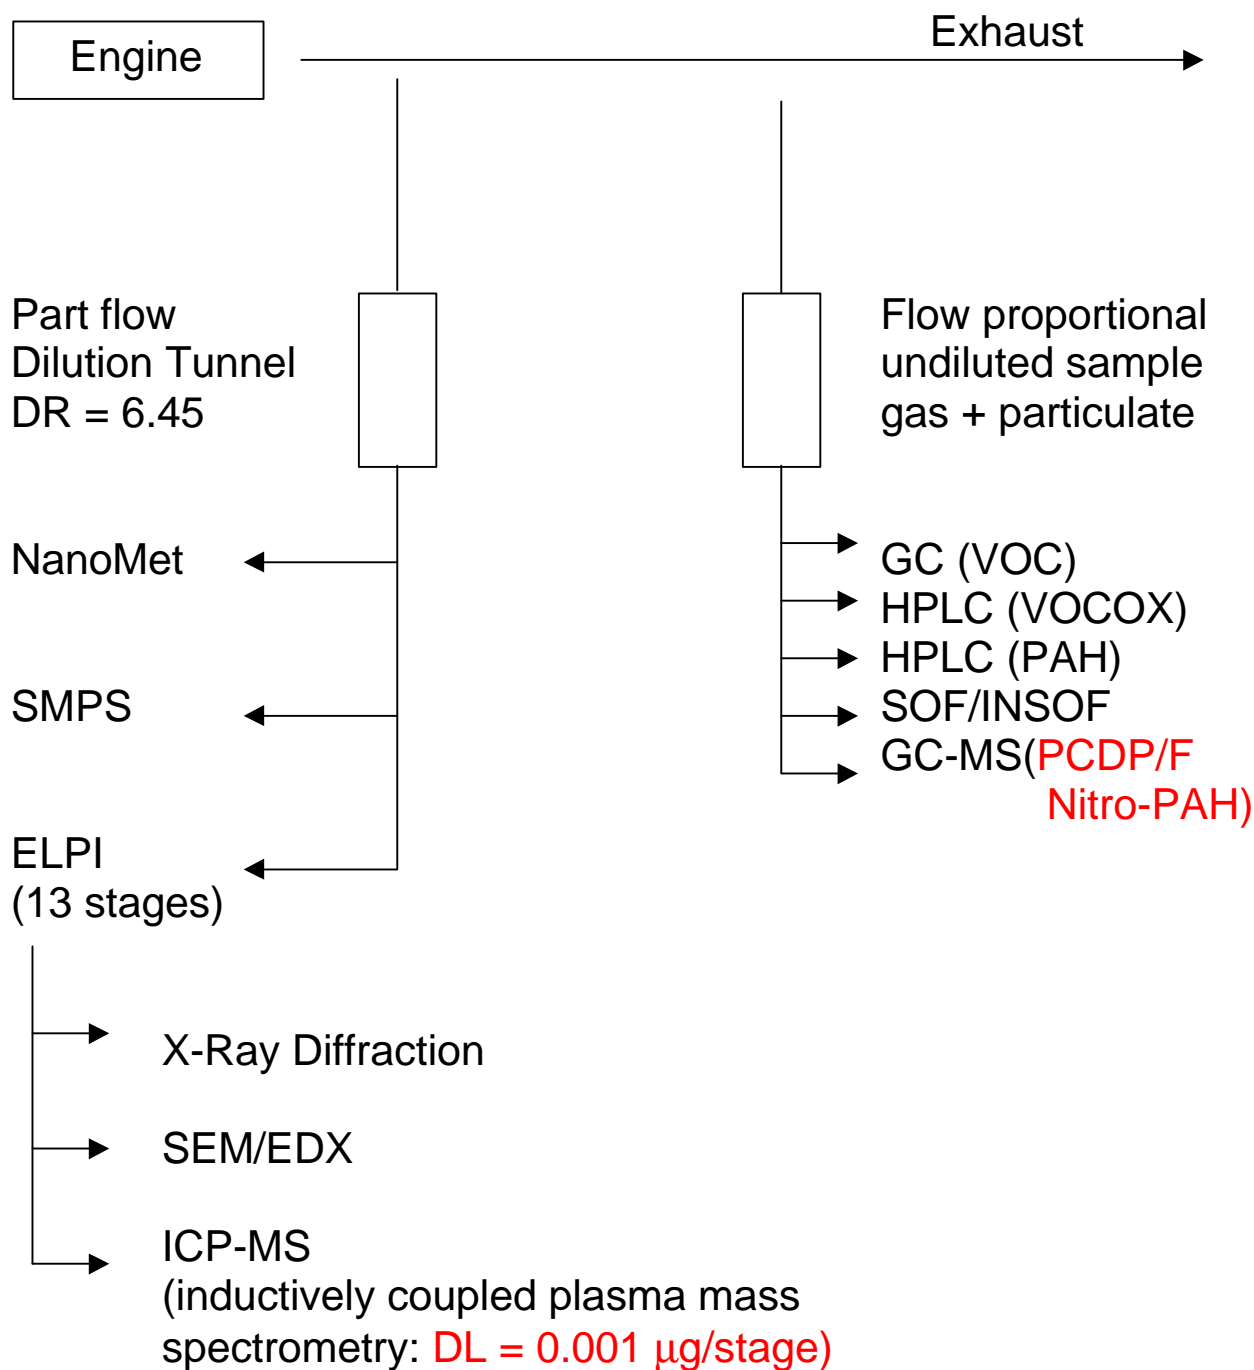 Engine
Exhaust
Part flow
Dilution Tunnel
DR = 6.45
Flow proportional
undiluted sample
gas + particulate
NanoMet
SMPS
ELPI
(13 stages)
GC (VOC)
HPLC (VOCOX)
HPLC (PAH)
SOF/INSOF
GC-MS(PCDP/F
Nitro-PAH)
X-Ray Diffraction
SEM/EDX
ICP-MS
(inductively coupled plasma mass
spectrometry: DL = 0.001 μg/stage)